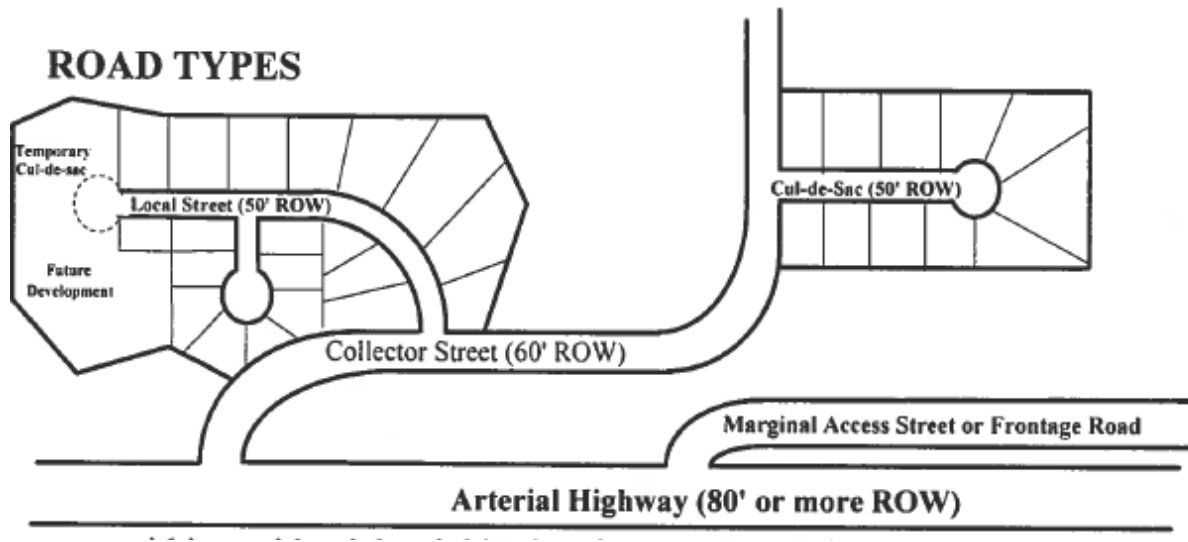 ROAD TYPES
Temporary
Cul-de-sac
Local Street (50' ROW)
Cul-de-Sac (50' ROW)
Future
Development
Collector Street (60' ROW)
Marginal Access Street or Frontage Road
Arterial Highway (80' or more ROW)